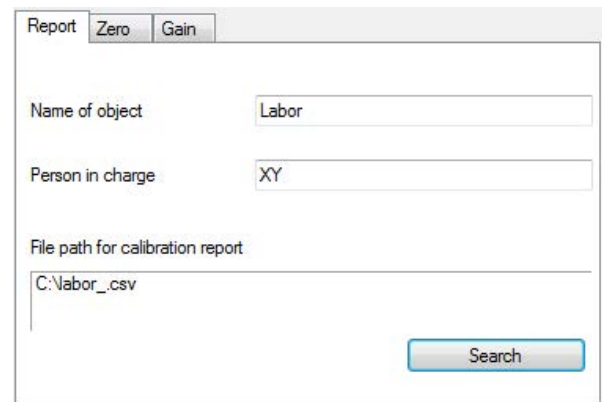 Report Zero Gain
Name of object Labor
Person in charge XY
File path for calibration report
C:\labor_.csv
Search